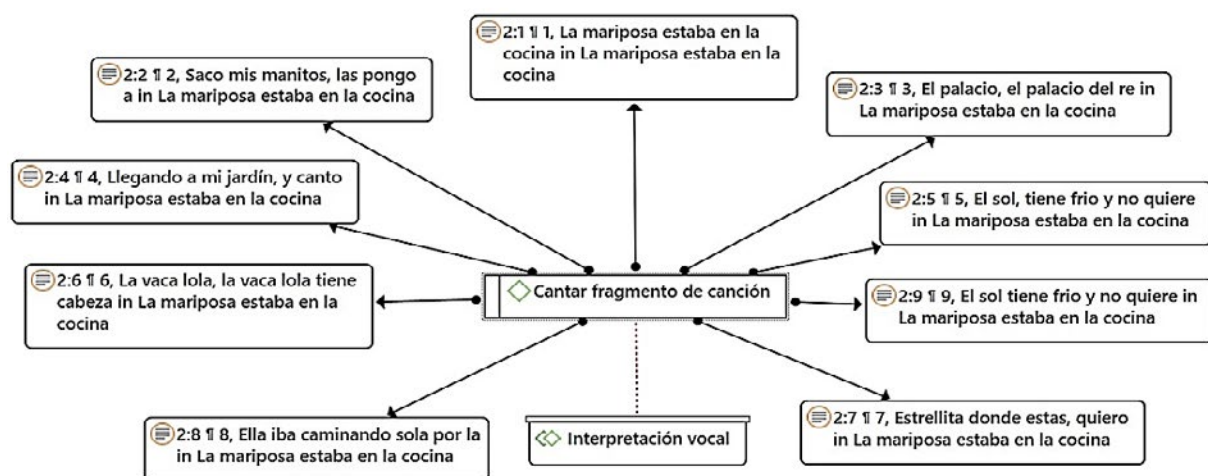 2:1 ¶ 1, La mariposa estaba en la
cocina in La mariposa estaba en la
cocina
2:2 ¶ 2, Saco mis manitos, las pongo
a in La mariposa estaba en la cocina
2:3 ¶ 3, El palacio, el palacio del re in
La mariposa estaba en la cocina
2:4 ¶ 4, Llegando a mi jardín, y canto
in La mariposa estaba en la cocina
2:5 ¶ 5, El sol, tiene frio y no quiere
in La mariposa estaba en la cocina
2:6 ¶ 6, La vaca lola, la vaca lola tiene
cabeza in La mariposa estaba en la
cocina
Cantar fragmento de canción
2:9 ¶ 9, El sol tiene frio y no quiere in
La mariposa estaba en la cocina
2:8 ¶ 8, Ella iba caminando sola por la
in La mariposa estaba en la cocina
Interpretación vocal
2:7 ¶ 7, Estrellita donde estas, quiero
in La mariposa estaba en la cocina